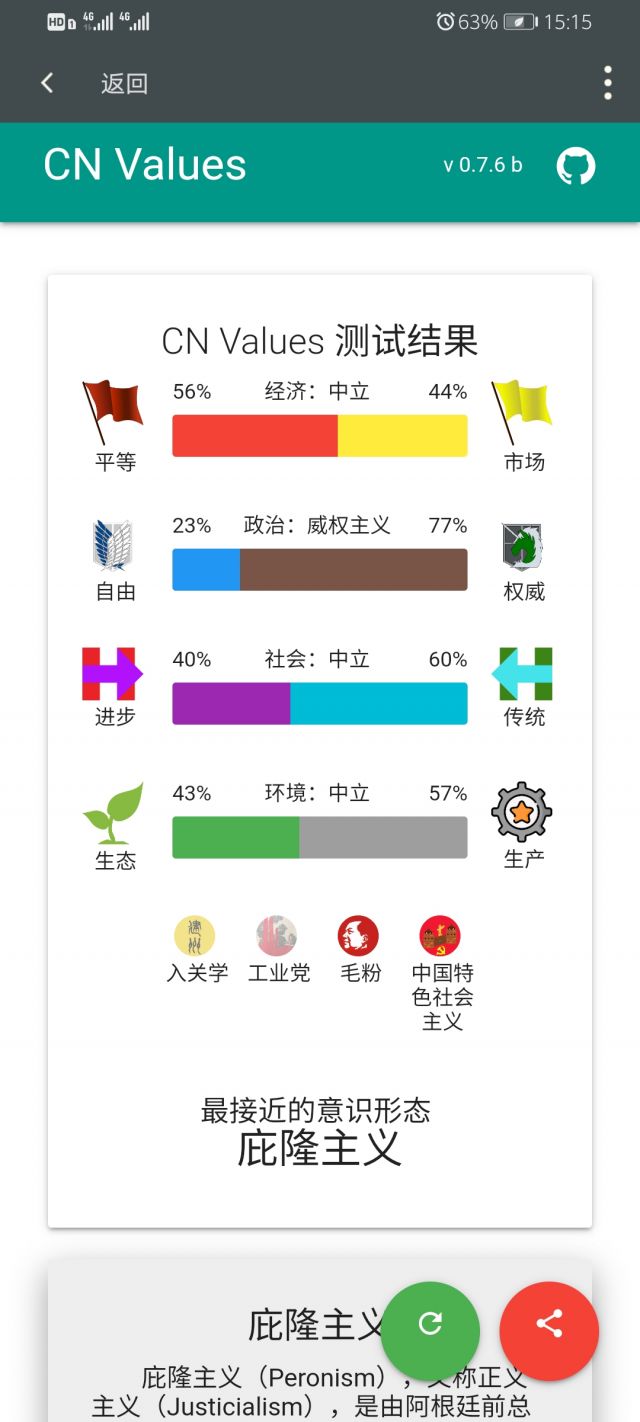 HD 1 4G 4G 63% 15:15
返回
CN Values v 0.7.6 b
CN Values 测试结果
56% 经济：中立 44%
平等 市场
23% 政治：威权主义 77%
自由 权威
40% 社会：中立 60%
进步 传统
43% 环境：中立 57%
生态 生产
入关学 工业党 毛粉 中国特
色社会
主义
最接近的意识形态
庇隆主义
庇隆主义
庇隆主义（Peronism），又称正义
主义（Justicialism），是由阿根廷前总